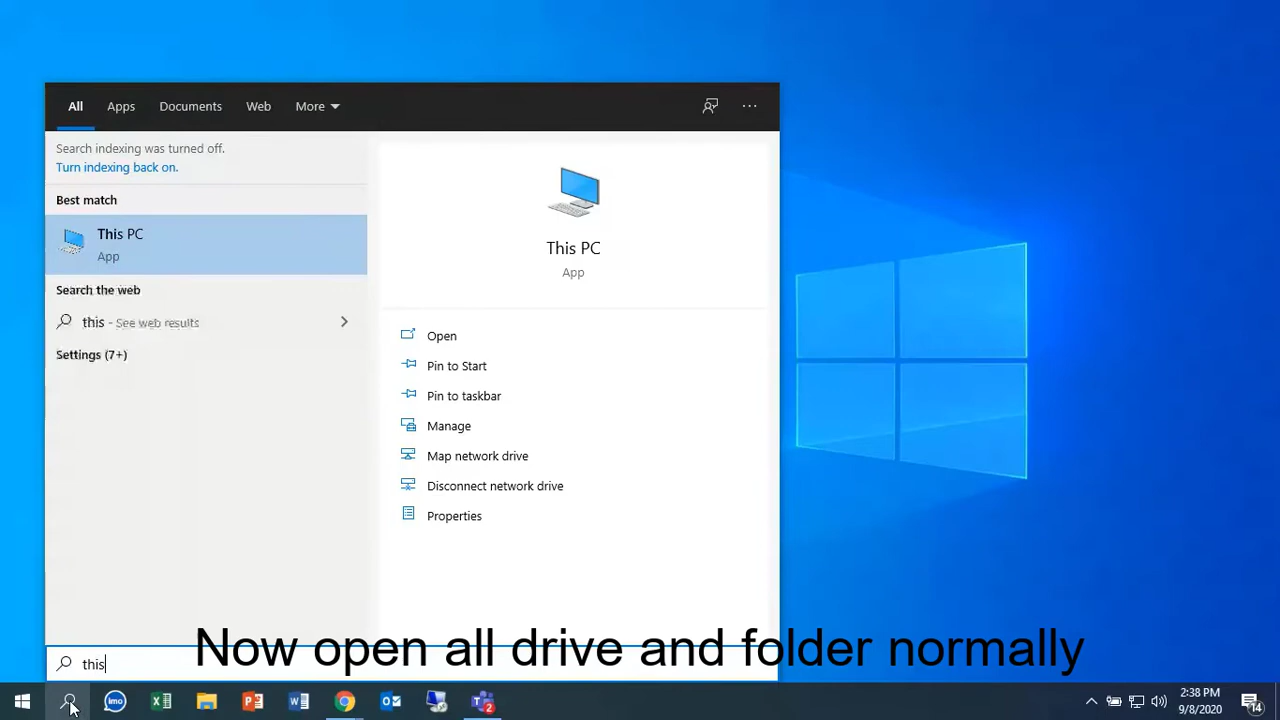 All Apps Documents Web More
Search indexing was turned off.
Turn indexing back on.
Best match
This PC
App
Search the web
this - See web results
Settings (7+)
This PC
App
Open
Pin to Start
Pin to taskbar
Manage
Map network drive
Disconnect network drive
Properties
this
Now open all drive and folder normally
imo
2
2:38 PM
9/8/2020
14